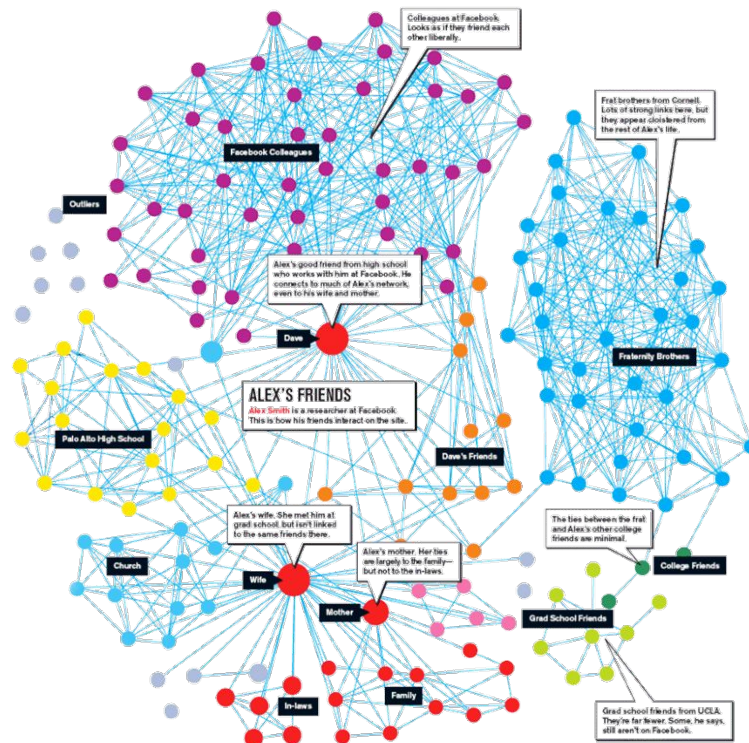 Colleagues at Facebook.
Looks as if they friend each
other liberally.
Frat brothers from Cornell.
Lots of strong links here, but
they appear cloistered from
the rest of Alex's life.
Facebook Colleagues
Outliers
Alex's good friend from high school
who works with him at Facebook. He
connects to much of Alex's network,
even to his wife and mother.
Dave
Fraternity Brothers
ALEX'S FRIENDS
Alex Smith is a researcher at Facebook
This is how his friends interact on the site.
Palo Alto High School
Dave's Friends
Alex's wife. She met him at
grad school, but isn't linked
to the same friends there.
The ties between the frat
and Alex's other college
friends are minimal.
Alex's mother. Her ties
are largely to the family—
but not to the in-laws.
Church
College Friends
Wife
Mother
Grad School Friends
Family
In-laws
Grad school friends from UCLA.
They're far fewer. Some, he says,
still aren't on Facebook.